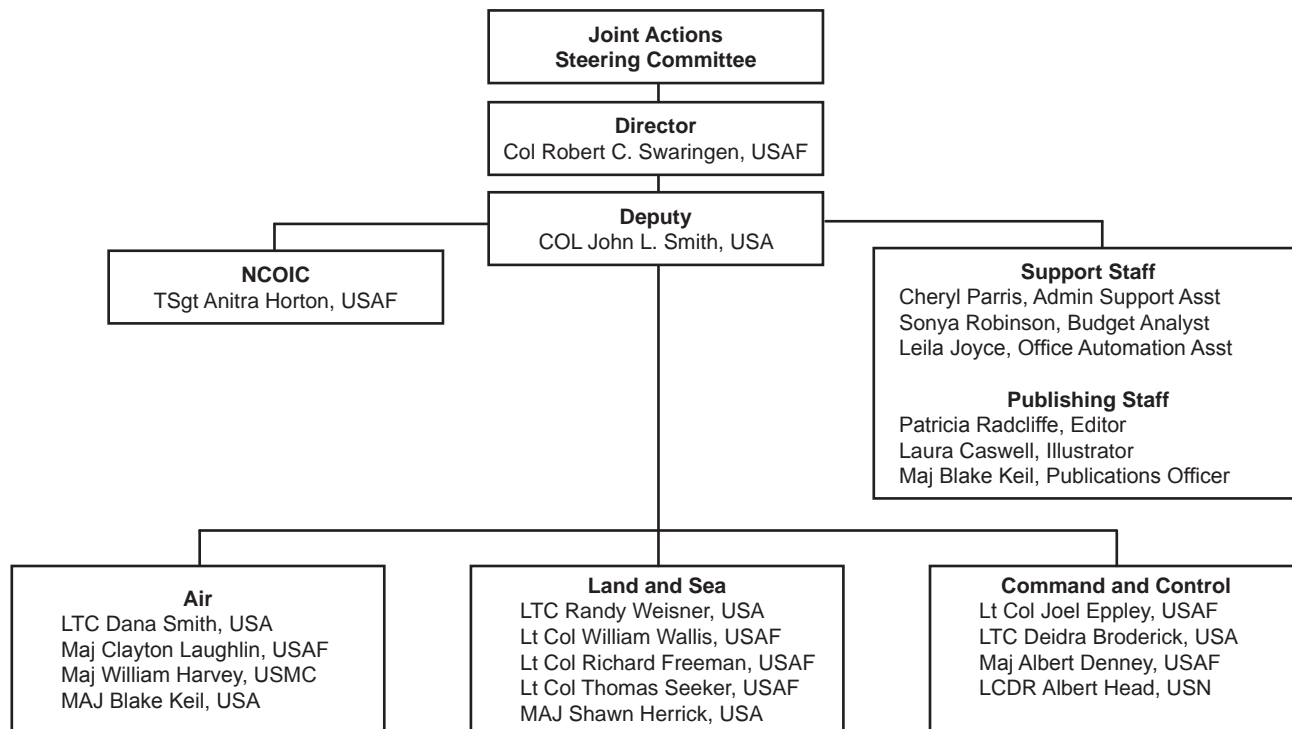 Joint Actions
Steering Committee
Director
Col Robert C. Swaringen, USAF
Deputy
COL John L. Smith, USA
NCOIC
TSgt Anitra Horton, USAF
Support Staff
Cheryl Parris, Admin Support Asst
Sonya Robinson, Budget Analyst
Leila Joyce, Office Automation Asst
Publishing Staff
Patricia Radcliffe, Editor
Laura Caswell, Illustrator
Maj Blake Keil, Publications Officer
Air
LTC Dana Smith, USA
Maj Clayton Laughlin, USAF
Maj William Harvey, USMC
MAJ Blake Keil, USA
Land and Sea
LTC Randy Weisner, USA
Lt Col William Wallis, USAF
Lt Col Richard Freeman, USAF
Lt Col Thomas Seeker, USAF
MAJ Shawn Herrick, USA
Command and Control
Lt Col Joel Eppley, USAF
LTC Deidra Broderick, USA
Maj Albert Denney, USAF
LCDR Albert Head, USN